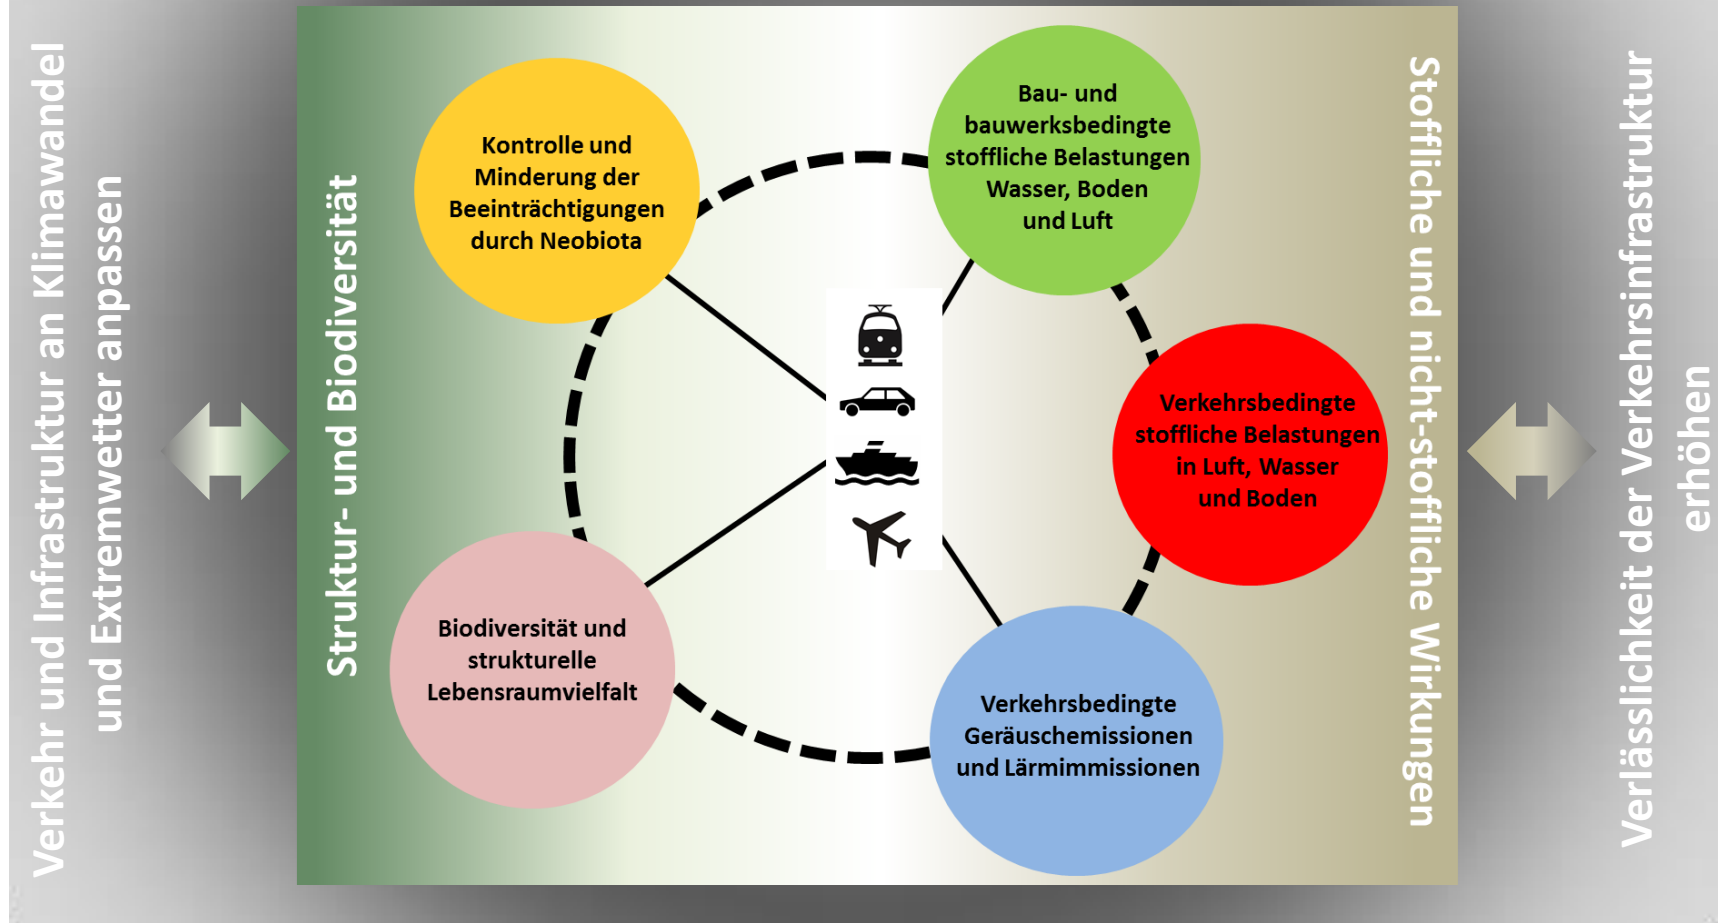 Verkehr und Infrastruktur an Klimawandel
und Extremwetter anpassen
Struktur- und Biodiversität
Kontrolle und
Minderung der
Beeinträchtigungen
durch Neobiota
Bau- und
bauwerksbedingte
stoffliche Belastungen
Wasser, Boden
und Luft
Verkehrsbedingte
stoffliche Belastungen
in Luft, Wasser
und Boden
Biodiversität und
strukturelle
Lebensraumvielfalt
Verkehrsbedingte
Geräuschemissionen
und Lärmimmissionen
Stoffliche und nicht-stoffliche Wirkungen
Verlässlichkeit der Verkehrsinfrastruktur
erhöhen